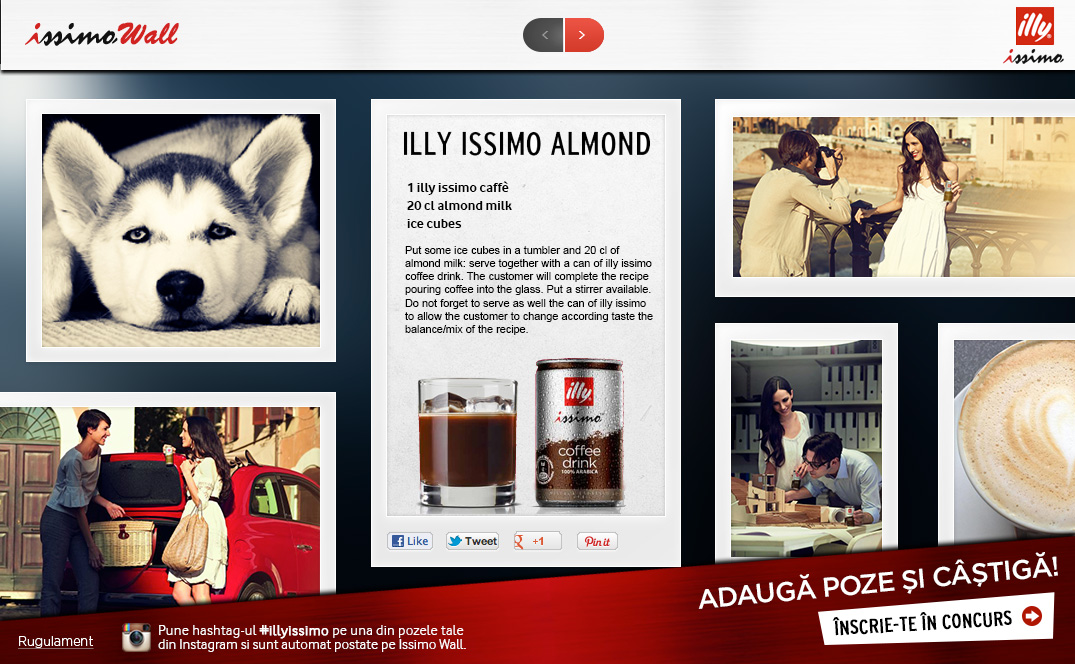 issimo Wall
< >
illy
issimo
ILLY ISSIMO ALMOND
1 illy issimo caffè
20 cl almond milk
ice cubes
Put some ice cubes in a tumbler and 20 cl of
almond milk: serve together with a can of illy issimo
coffee drink. The customer will complete the recipe
pouring coffee into the glass. Put a stirrer available.
Do not forget to serve as well the can of illy issimo
to allow the customer to change according taste the
balance/mix of the recipe.
illy
issimo
coffee
drink
100% ARABICA
Like
Tweet
g +1
Pin it
ADAUGĂ POZE ȘI CÂȘTIGĂ!
ÎNSCRIE-TE ÎN CONCURS
Rugulament
Pune hashtag-ul #illyissimo pe una din pozele tale
din Instagram si sunt automat postate pe Issimo Wall.